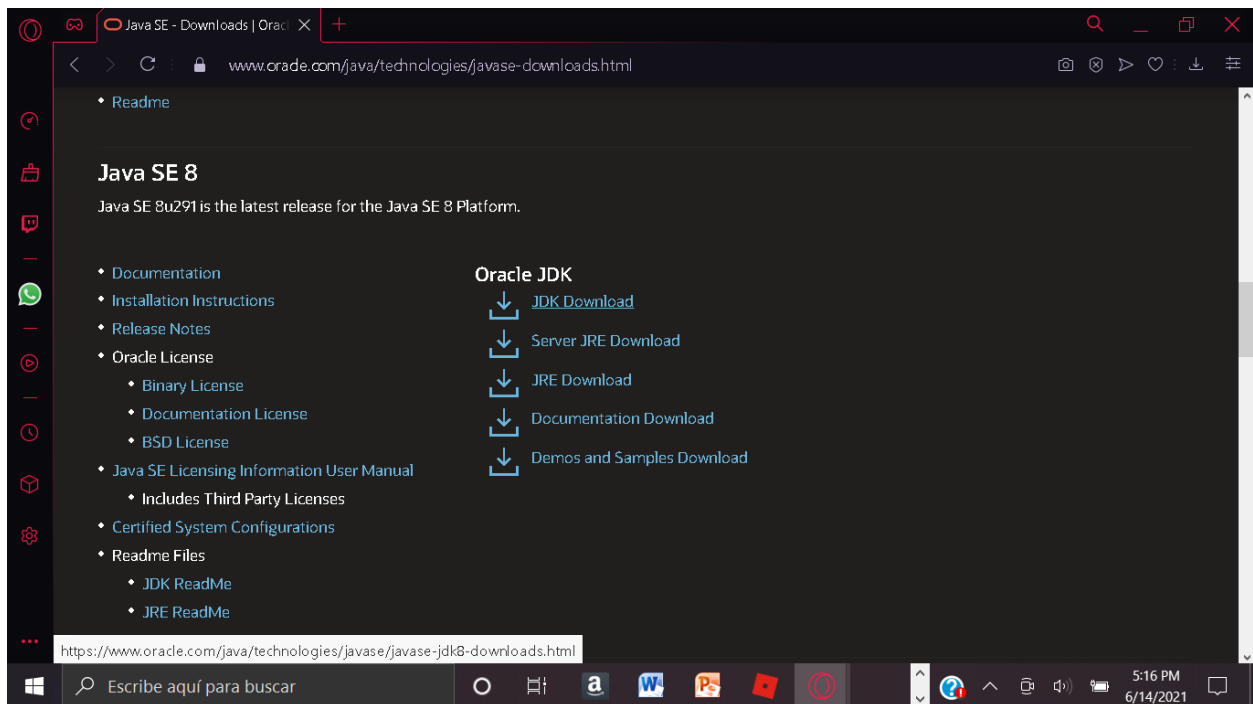 Java SE - Downloads | Orac
www.oracle.com/java/technologies/javase-downloads.html
Readme
Java SE 8
Java SE 8u291 is the latest release for the Java SE 8 Platform.
Documentation
Installation Instructions
Release Notes
Oracle License
Binary License
Documentation License
BSD License
Java SE Licensing Information User Manual
Includes Third Party Licenses
Certified System Configurations
Readme Files
JDK ReadMe
JRE ReadMe
Oracle JDK
JDK Download
Server JRE Download
JRE Download
Documentation Download
Demos and Samples Download
https://www.oracle.com/java/technologies/javase/javase-jdk8-downloads.html
Escribe aquí para buscar
5:16 PM
6/14/2021